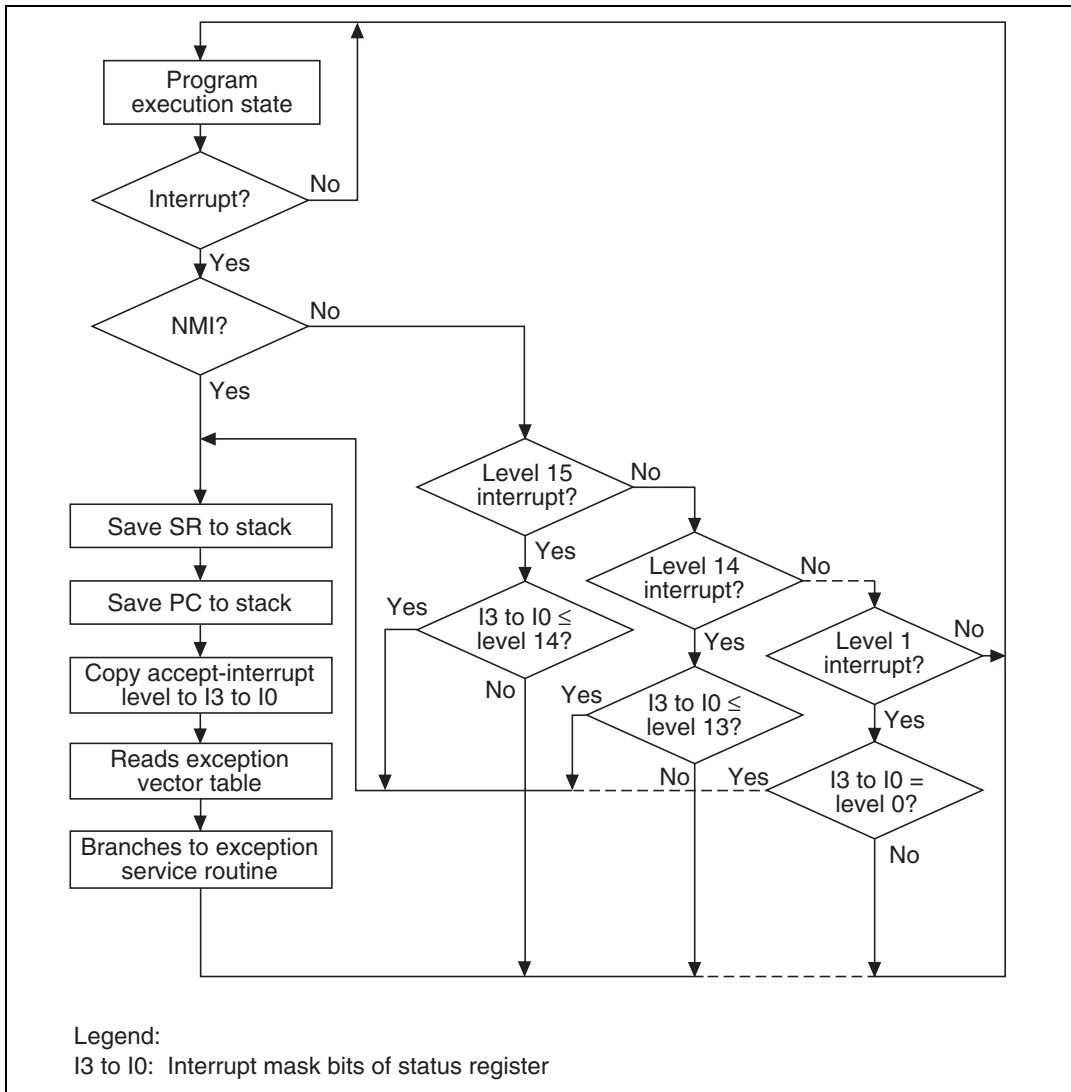 Program
execution state
Interrupt?
No
Yes
NMI?
No
Yes
Level 15
interrupt?
No
Yes
I3 to I0 ≤
level 14?
Yes
No
Level 14
interrupt?
No
Yes
I3 to I0 ≤
level 13?
Yes
No
Level 1
interrupt?
No
Yes
I3 to I0 =
level 0?
Yes
No
Save SR to stack
Save PC to stack
Copy accept-interrupt
level to I3 to I0
Reads exception
vector table
Branches to exception
service routine
Legend:
I3 to I0: Interrupt mask bits of status register